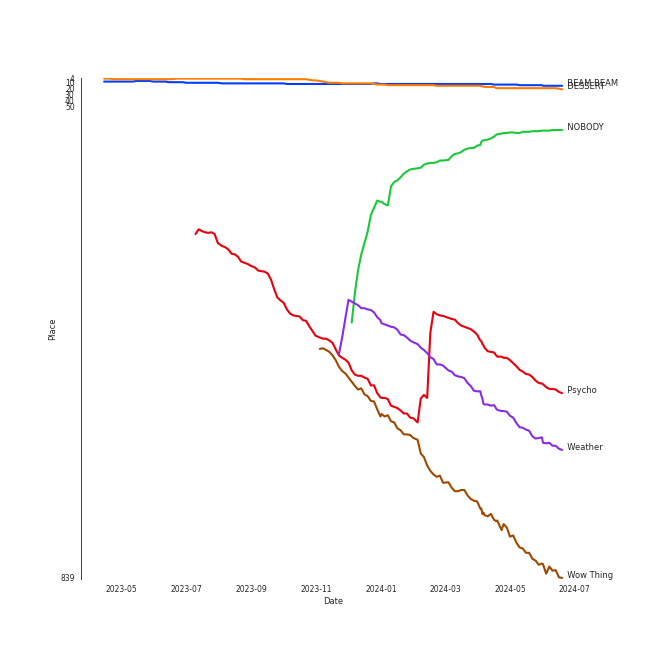 4
10
20
30
40
50
839
Place
BEAM BEAM
DESSERT
NOBODY
Psycho
Weather
Wow Thing
2023-05
2023-07
2023-09
2023-11
2024-01
2024-03
2024-05
2024-07
Date